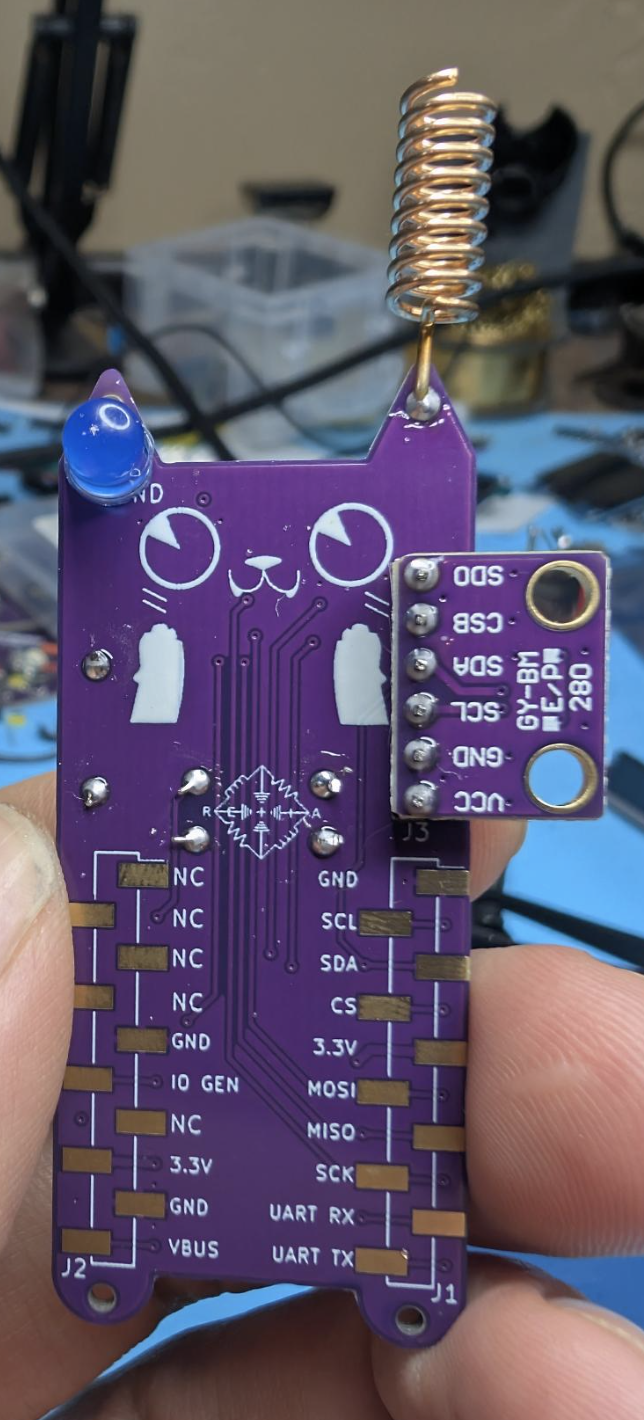 ND
SDO
CSB
SDA
SCL
GND
VCC
GY-BM
E/P
280
R E C + A
J3
NC
NC
NC
NC
GND
IO GEN
NC
3.3V
GND
VBUS
J2
GND
SCL
SDA
CS
3.3V
MOSI
MISO
SCK
UART RX
UART TX
J1